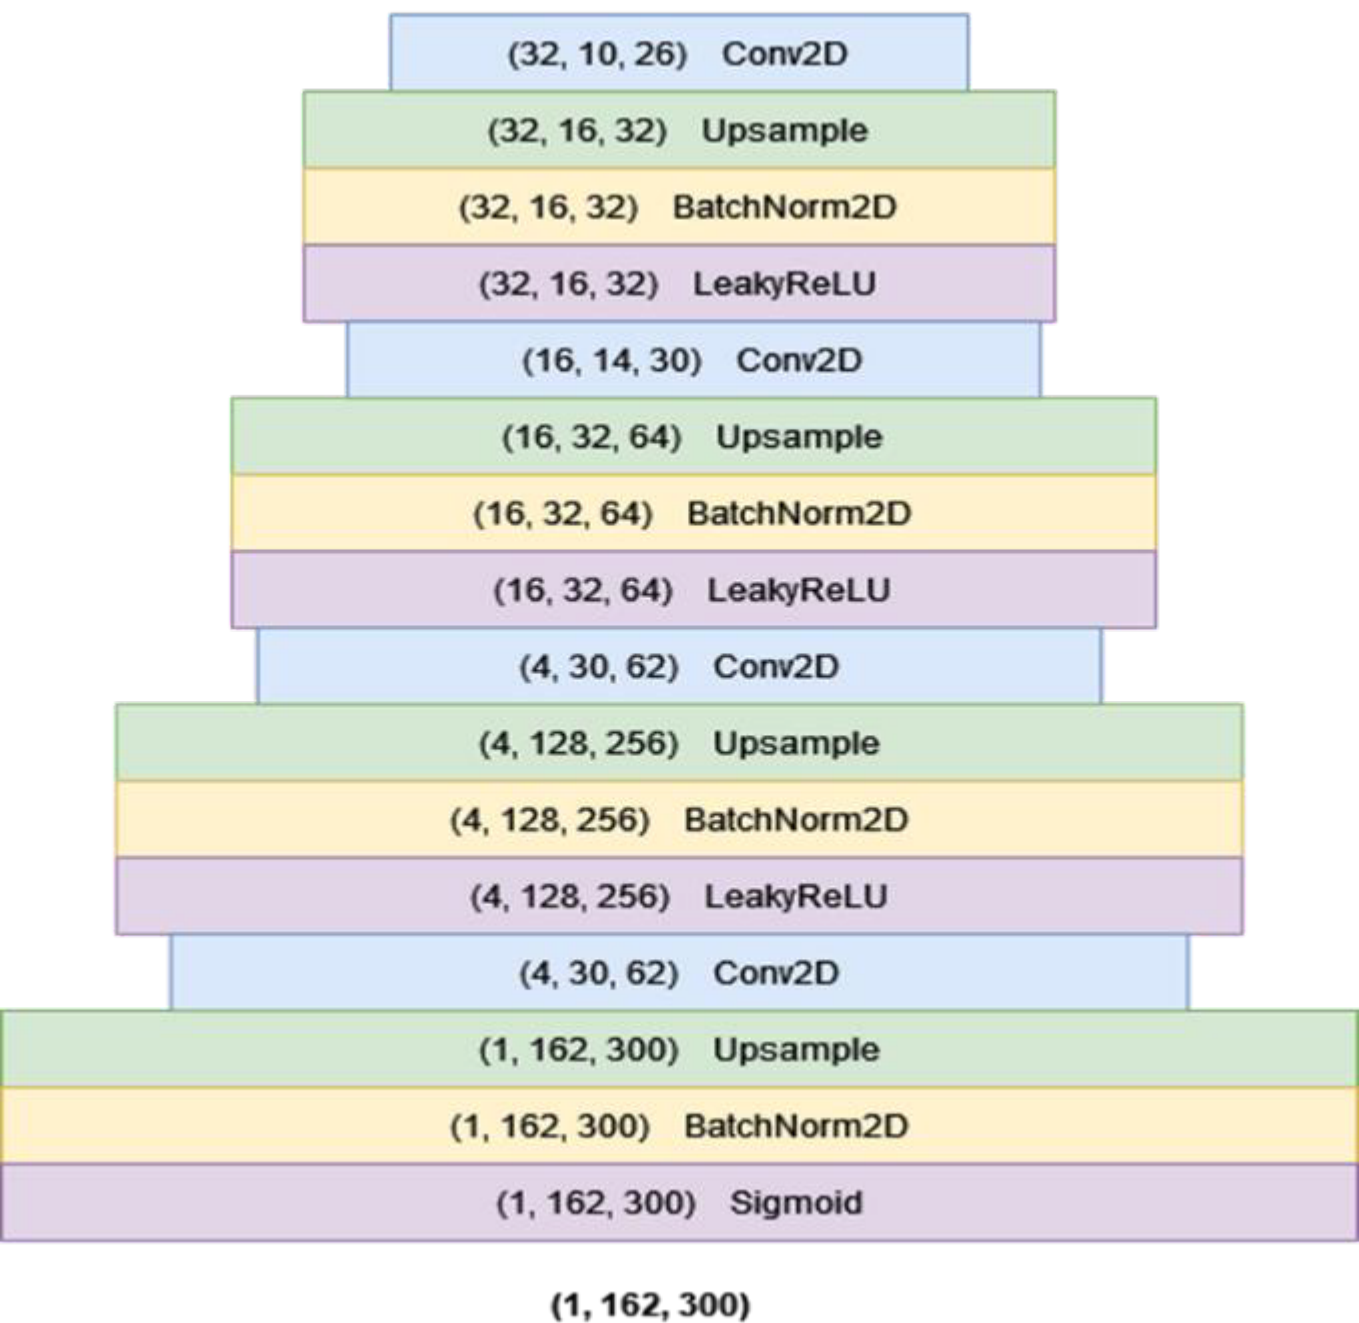 (32, 10, 26) Conv2D
(32, 16, 32) Upsample
(32, 16, 32) BatchNorm2D
(32, 16, 32) LeakyReLU
(16, 14, 30) Conv2D
(16, 32, 64) Upsample
(16, 32, 64) BatchNorm2D
(16, 32, 64) LeakyReLU
(4, 30, 62) Conv2D
(4, 128, 256) Upsample
(4, 128, 256) BatchNorm2D
(4, 128, 256) LeakyReLU
(4, 30, 62) Conv2D
(1, 162, 300) Upsample
(1, 162, 300) BatchNorm2D
(1, 162, 300) Sigmoid
(1, 162, 300)